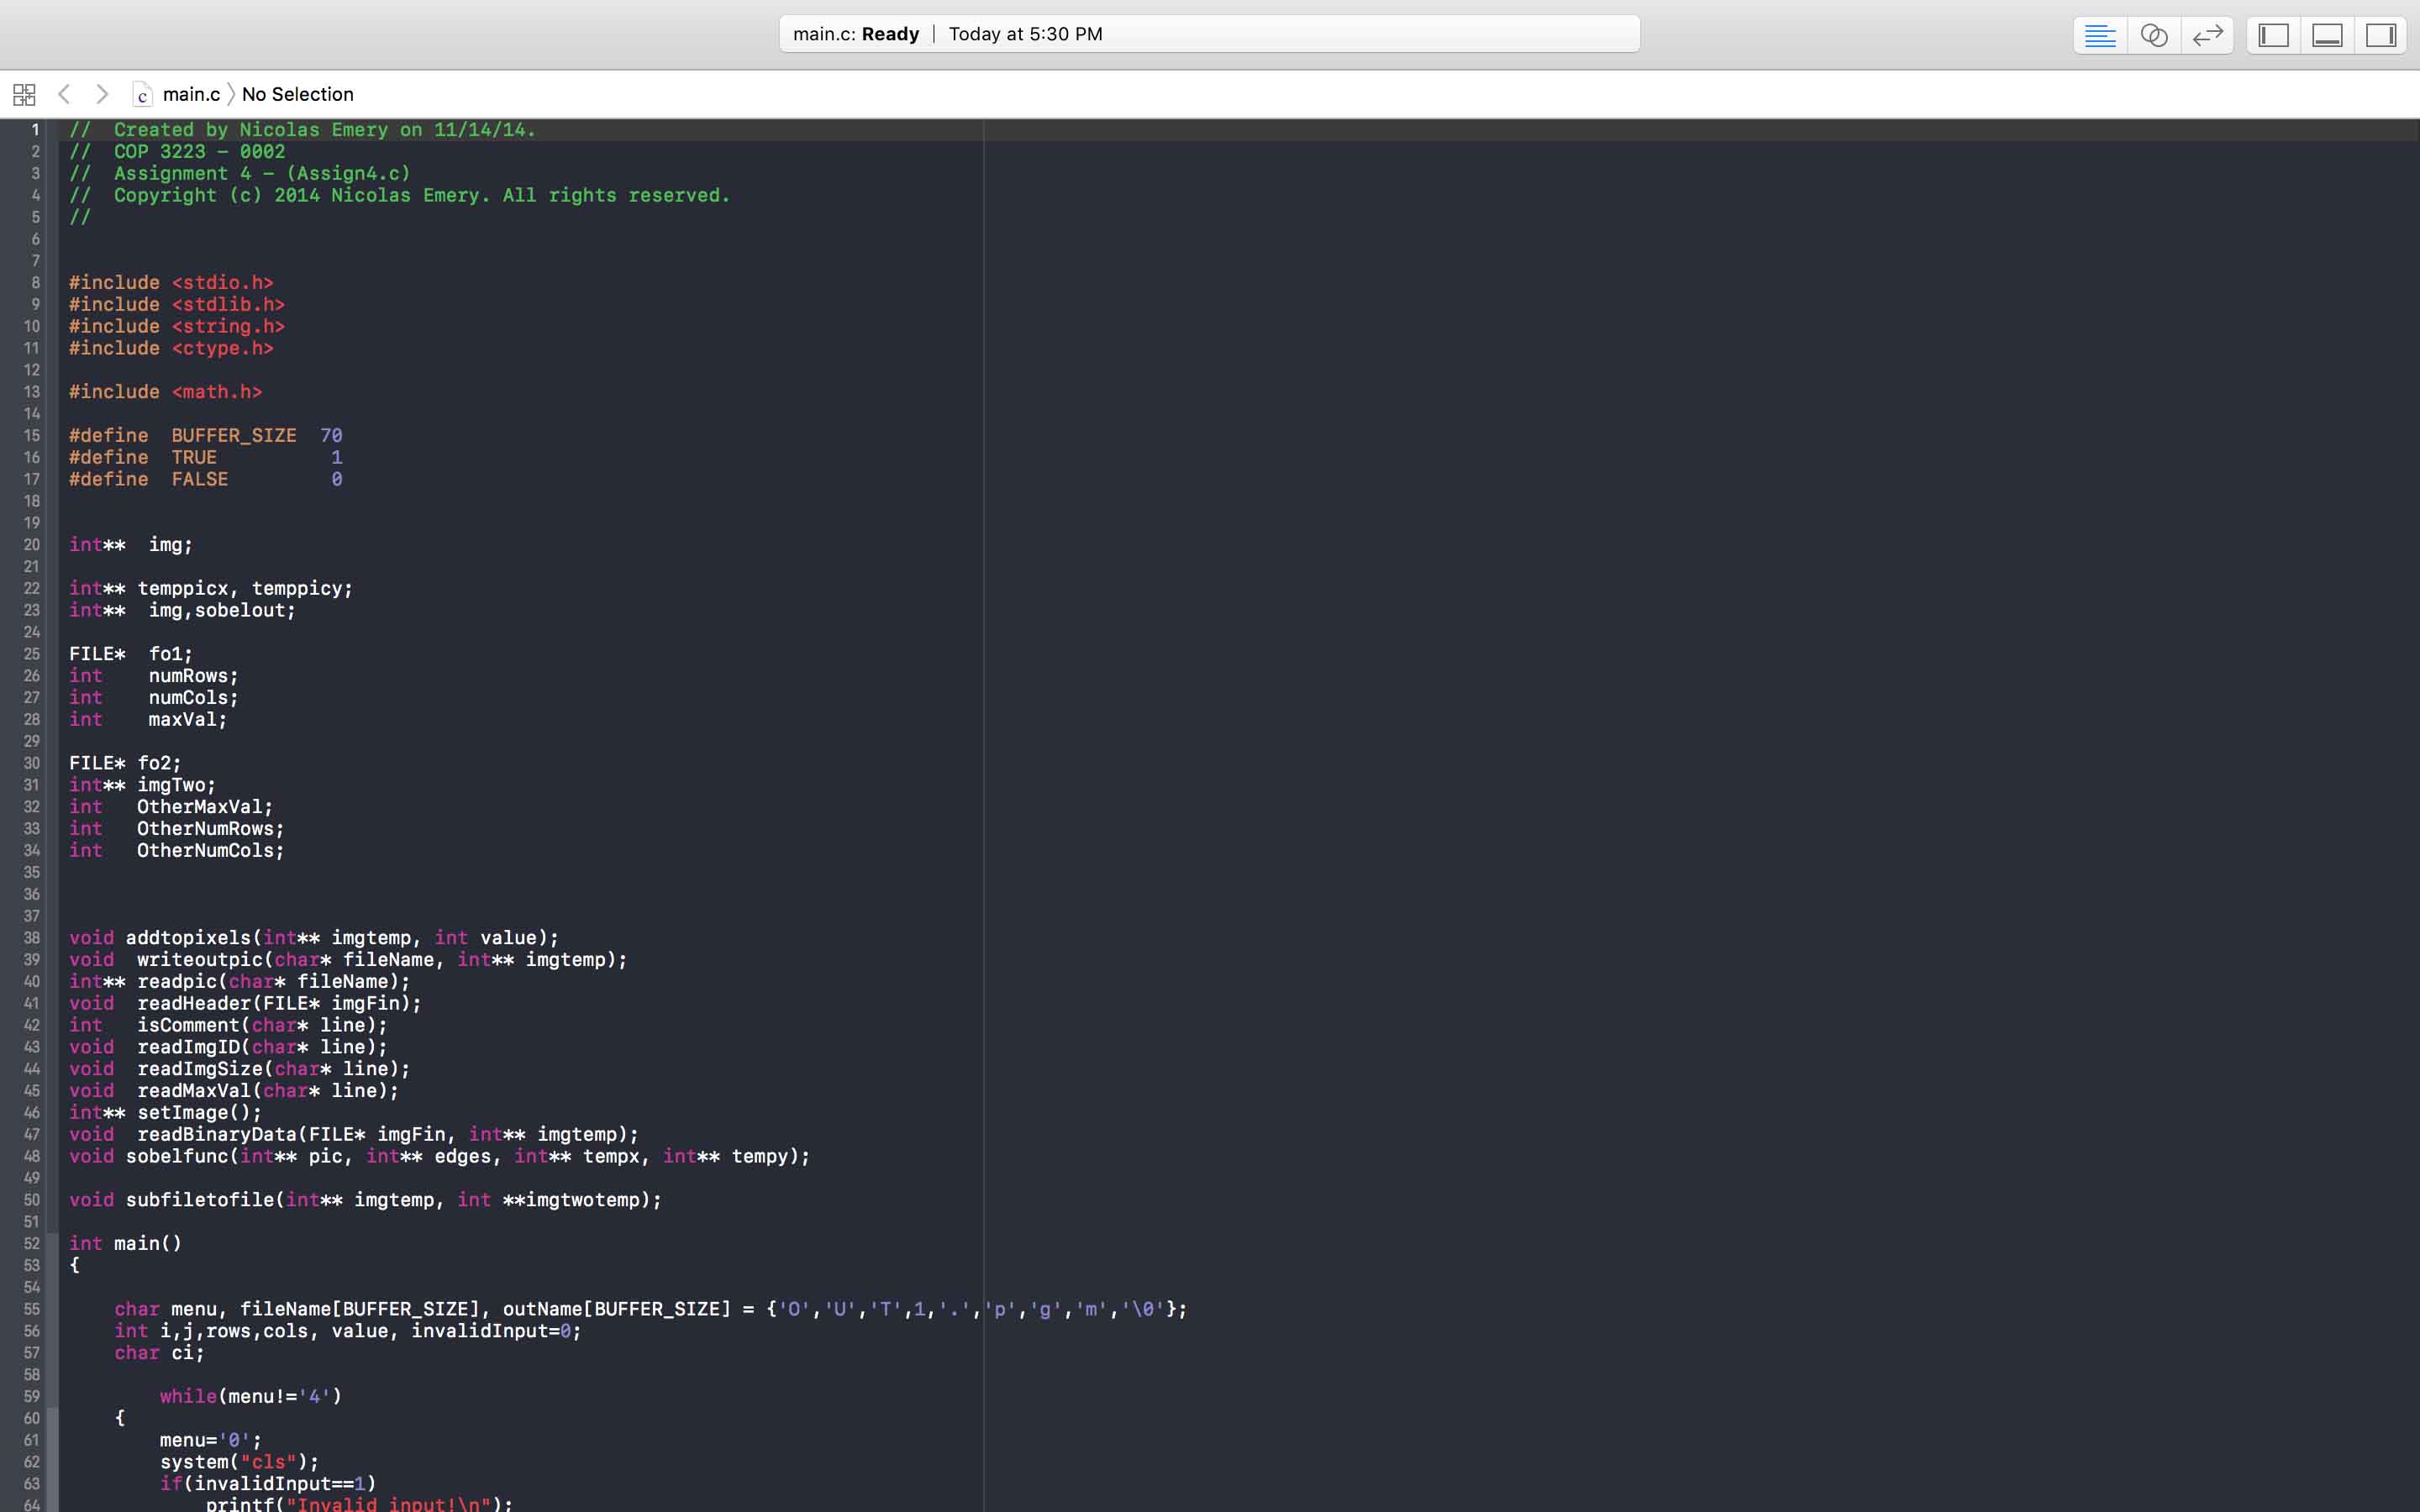 main.c: Ready | Today at 5:30 PM
main.c 〉 No Selection
1 //  Created by Nicolas Emery on 11/14/14.
2 //  COP 3223 - 0002
3 //  Assignment 4 - (Assign4.c)
4 //  Copyright (c) 2014 Nicolas Emery. All rights reserved.
5 //
6
7
8 #include <stdio.h>
9 #include <stdlib.h>
10 #include <string.h>
11 #include <ctype.h>
12
13 #include <math.h>
14
15 #define  BUFFER_SIZE  70
16 #define  TRUE          1
17 #define  FALSE         0
18
19
20 int**  img;
21
22 int** temppicx, temppicy;
23 int**  img,sobelout;
24
25 FILE*  fo1;
26 int    numRows;
27 int    numCols;
28 int    maxVal;
29
30 FILE* fo2;
31 int** imgTwo;
32 int   OtherMaxVal;
33 int   OtherNumRows;
34 int   OtherNumCols;
35
36
37
38 void addtopixels(int** imgtemp, int value);
39 void  writeoutpic(char* fileName, int** imgtemp);
40 int** readpic(char* fileName);
41 void  readHeader(FILE* imgFin);
42 int   isComment(char* line);
43 void  readImgID(char* line);
44 void  readImgSize(char* line);
45 void  readMaxVal(char* line);
46 int** setImage();
47 void  readBinaryData(FILE* imgFin, int** imgtemp);
48 void sobelfunc(int** pic, int** edges, int** tempx, int** tempy);
49
50 void subfiletofile(int** imgtemp, int **imgtwotemp);
51
52 int main()
53 {
54
55     char menu, fileName[BUFFER_SIZE], outName[BUFFER_SIZE] = {'O','U','T',1,'.','p','g','m','\0'};
56     int i,j,rows,cols, value, invalidInput=0;
57     char ci;
58
59         while(menu!='4')
60     {
61         menu='0';
62         system("cls");
63         if(invalidInput==1)
64             printf("Invalid input!\n");